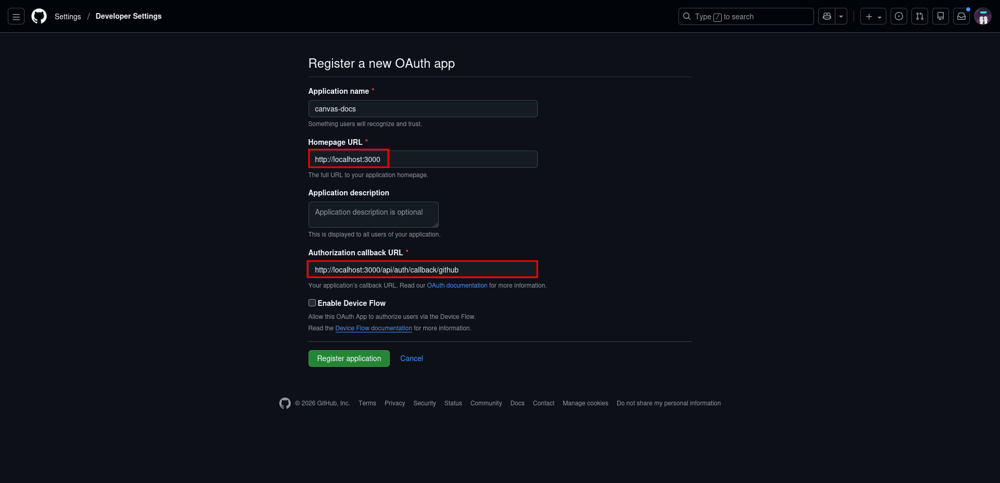 Settings / Developer Settings
Type / to search
Register a new OAuth app
Application name *
canvas-docs
Something users will recognize and trust.
Homepage URL *
http://localhost:3000
The full URL to your application homepage.
Application description
Application description is optional
This is displayed to all users of your application.
Authorization callback URL *
http://localhost:3000/api/auth/callback/github
Your application's callback URL. Read our OAuth documentation for more information.
Enable Device Flow
Allow this OAuth App to authorize users via the Device Flow.
Read the Device Flow documentation for more information.
Register application Cancel
© 2026 GitHub, Inc. Terms Privacy Security Status Community Docs Contact Manage cookies Do not share my personal information